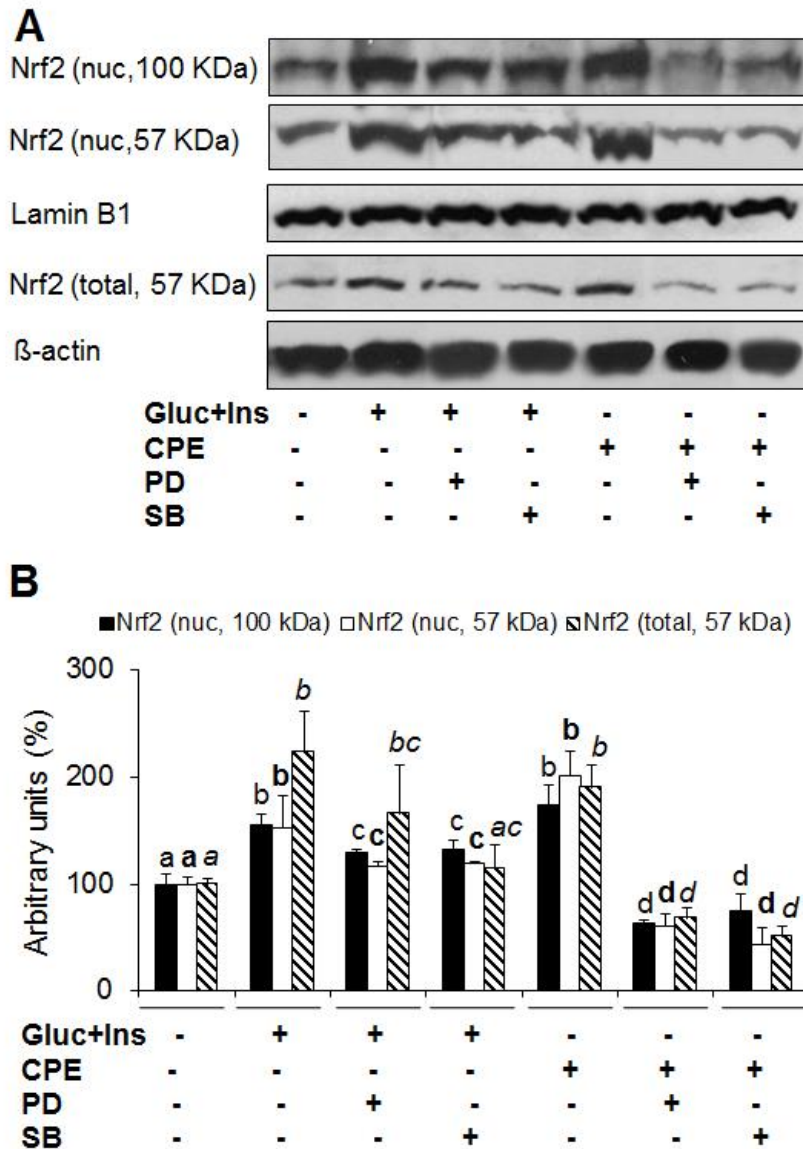 A
Nrf2 (nuc,100 KDa)
Nrf2 (nuc,57 KDa)
Lamin B1
Nrf2 (total, 57 KDa)
ß-actin
Gluc+Ins - + + + - - -
CPE - - - - + + +
PD - - + - - + -
SB - - - + - - +
B
Nrf2 (nuc, 100 kDa) Nrf2 (nuc, 57 kDa) Nrf2 (total, 57 kDa)
Arbitrary units (%)
300
200
100
0
a a a
b b b
c c bc
c c ac
b b b
d d d
d d d
Gluc+Ins - + + + - - -
CPE - - - - + + +
PD - - + - - + -
SB - - - + - - +